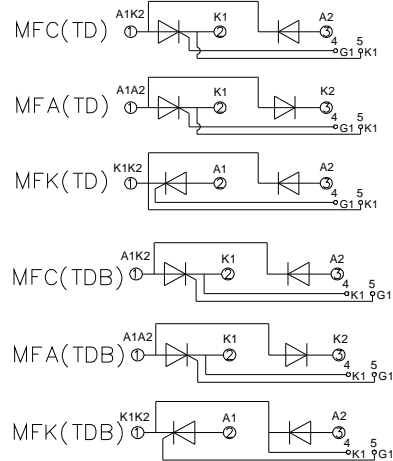 A1K2 K1 A2
MFC(TD) 1 2 3
4 5
G1 K1
A1A2 K1 K2
MFA(TD) 1 2 3
4 5
G1 K1
K1K2 A1 A2
MFK(TD) 1 2 3
4 5
G1 K1
A1K2 K1 A2
MFC(TDB) 1 2 3
4 5
K1 G1
A1A2 K1 K2
MFA(TDB) 1 2 3
4 5
K1 G1
K1K2 A1 A2
MFK(TDB) 1 2 3
4 5
K1 G1